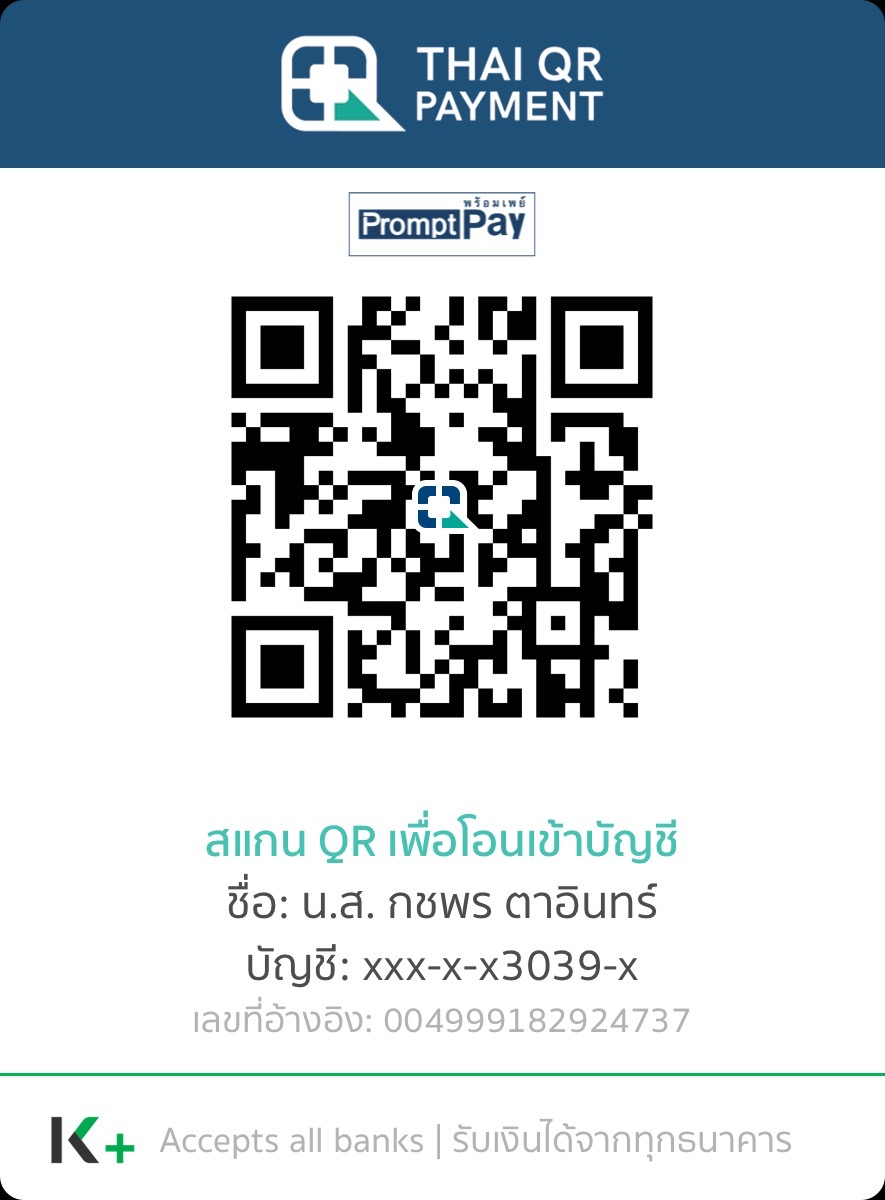 THAI QR
PAYMENT
พร้อมเพย์
PromptPay
สแกน QR เพื่อโอนเข้าบัญชี
ชื่อ: น.ส. กชพร ตาอินทร์
บัญชี: xxx-x-x3039-x
เลขที่อ้างอิง: 004999182924737
K+ Accepts all banks | รับเงินได้จากทุกธนาคาร